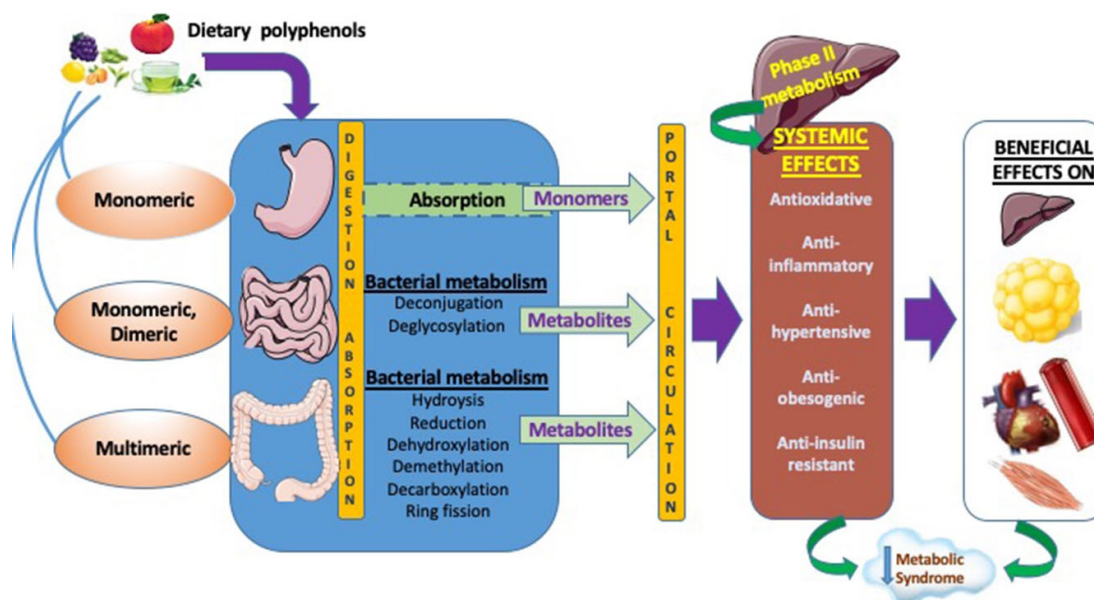 Dietary polyphenols
Monomeric
Monomeric,
Dimeric
Multimeric
DIGESTION ABSORPTION
Absorption
Monomers
Bacterial metabolism
Deconjugation
Deglycosylation
Metabolites
Bacterial metabolism
Hydroysis
Reduction
Dehydroxylation
Demethylation
Decarboxylation
Ring fission
Metabolites
PORTAL CIRCULATION
Phase II
metabolism
SYSTEMIC
EFFECTS
Antioxidative
Anti-
inflammatory
Anti-
hypertensive
Anti-
obesogenic
Anti-insulin
resistant
BENEFICIAL
EFFECTS ON
Metabolic
Syndrome